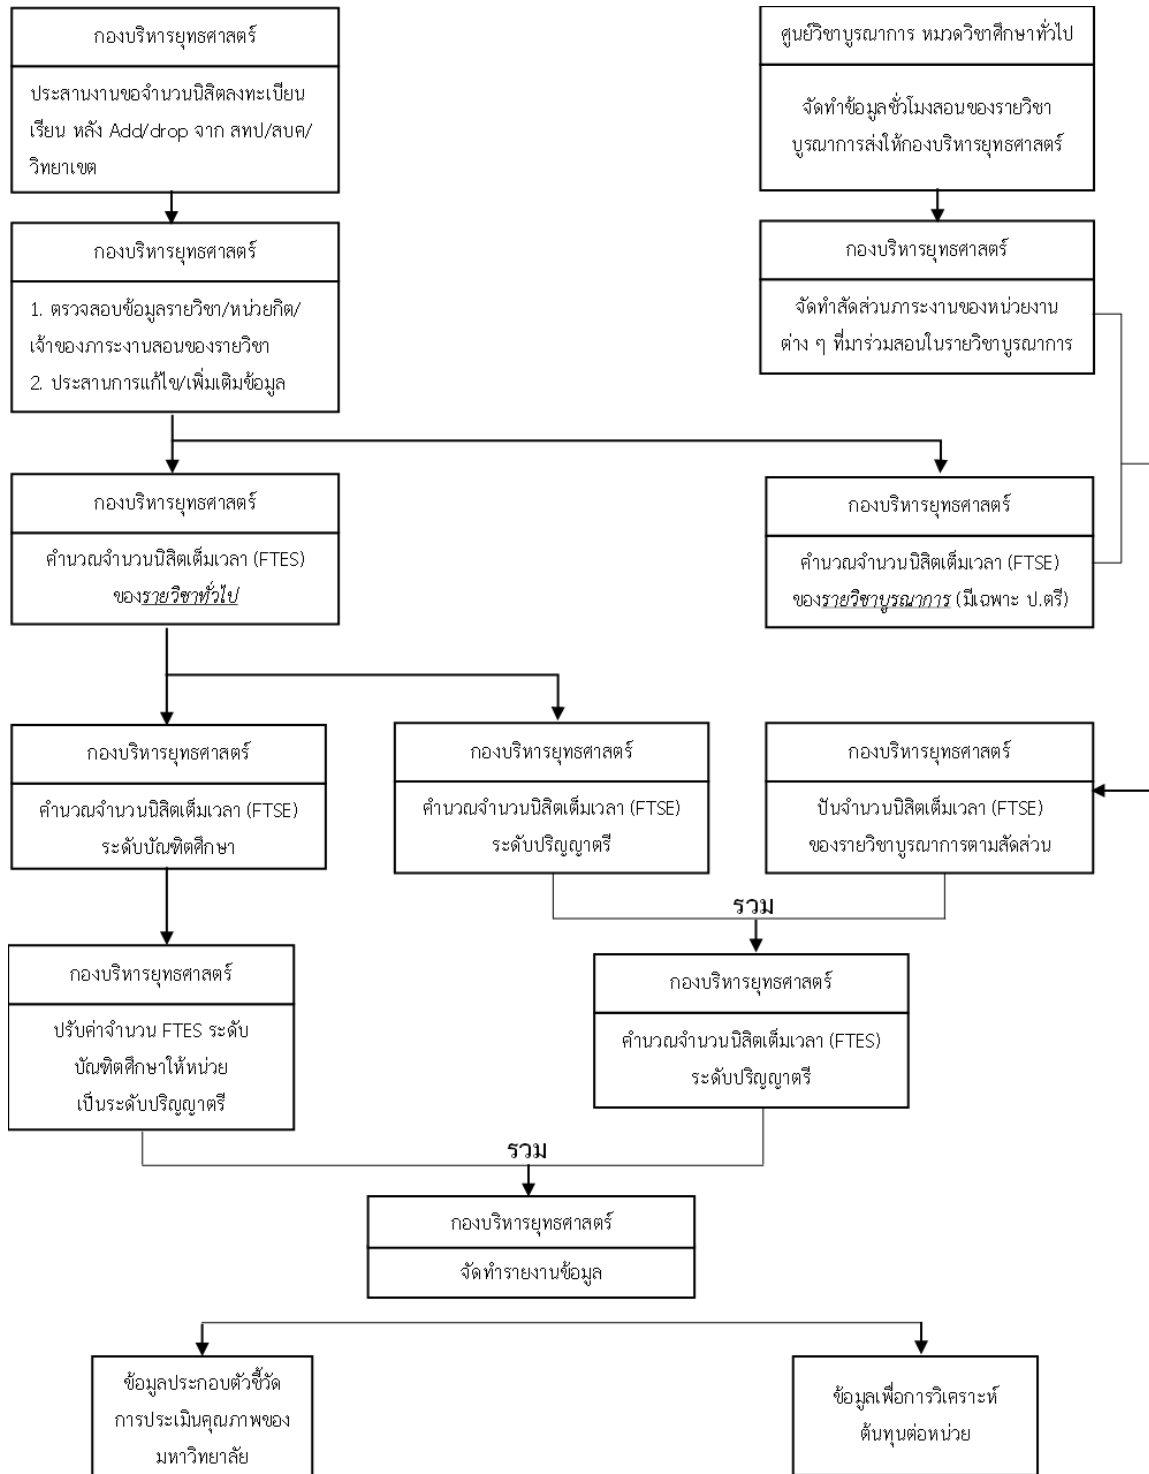 กองบริหารยุทธศาสตร์
ประสานงานขอจำนวนนิสิตลงทะเบียน
เรียน หลัง Add/drop จาก สทป/สบค/
วิทยาเขต
ศูนย์วิชาบูรณาการ หมวดวิชาศึกษาทั่วไป
จัดทำข้อมูลชั่วโมงสอนของรายวิชา
บูรณาการส่งให้กองบริหารยุทธศาสตร์
กองบริหารยุทธศาสตร์
1. ตรวจสอบข้อมูลรายวิชา/หน่วยกิต/
เจ้าของภาระงานสอนของรายวิชา
2. ประสานการแก้ไข/เพิ่มเติมข้อมูล
กองบริหารยุทธศาสตร์
จัดทำสัดส่วนภาระงานของหน่วยงาน
ต่าง ๆ ที่มาร่วมสอนในรายวิชาบูรณาการ
กองบริหารยุทธศาสตร์
คำนวณจำนวนนิสิตเต็มเวลา (FTES)
ของรายวิชาทั่วไป
กองบริหารยุทธศาสตร์
คำนวณจำนวนนิสิตเต็มเวลา (FTSE)
ของรายวิชาบูรณาการ (มีเฉพาะ ป.ตรี)
กองบริหารยุทธศาสตร์
คำนวณจำนวนนิสิตเต็มเวลา (FTSE)
ระดับบัณฑิตศึกษา
กองบริหารยุทธศาสตร์
คำนวณจำนวนนิสิตเต็มเวลา (FTSE)
ระดับปริญญาตรี
กองบริหารยุทธศาสตร์
ปันจำนวนนิสิตเต็มเวลา (FTSE)
ของรายวิชาบูรณาการตามสัดส่วน
รวม
กองบริหารยุทธศาสตร์
ปรับค่าจำนวน FTES ระดับ
บัณฑิตศึกษาให้หน่วย
เป็นระดับปริญญาตรี
กองบริหารยุทธศาสตร์
คำนวณจำนวนนิสิตเต็มเวลา (FTES)
ระดับปริญญาตรี
รวม
กองบริหารยุทธศาสตร์
จัดทำรายงานข้อมูล
ข้อมูลประกอบตัวชี้วัด
การประเมินคุณภาพของ
มหาวิทยาลัย
ข้อมูลเพื่อการวิเคราะห์
ต้นทุนต่อหน่วย